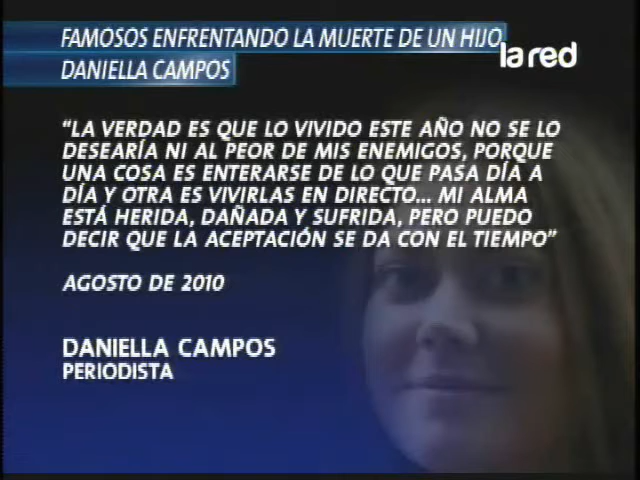 FAMOSOS ENFRENTANDO LA MUERTE DE UN HIJO
la red
DANIELLA CAMPOS
"LA VERDAD ES QUE LO VIVIDO ESTE AÑO NO SE LO
DESEARÍA NI AL PEOR DE MIS ENEMIGOS, PORQUE
UNA COSA ES ENTERARSE DE LO QUE PASA DÍA A
DÍA Y OTRA ES VIVIRLAS EN DIRECTO... MI ALMA
ESTÁ HERIDA, DAÑADA Y SUFRIDA, PERO PUEDO
DECIR QUE LA ACEPTACIÓN SE DA CON EL TIEMPO"
AGOSTO DE 2010
DANIELLA CAMPOS
PERIODISTA